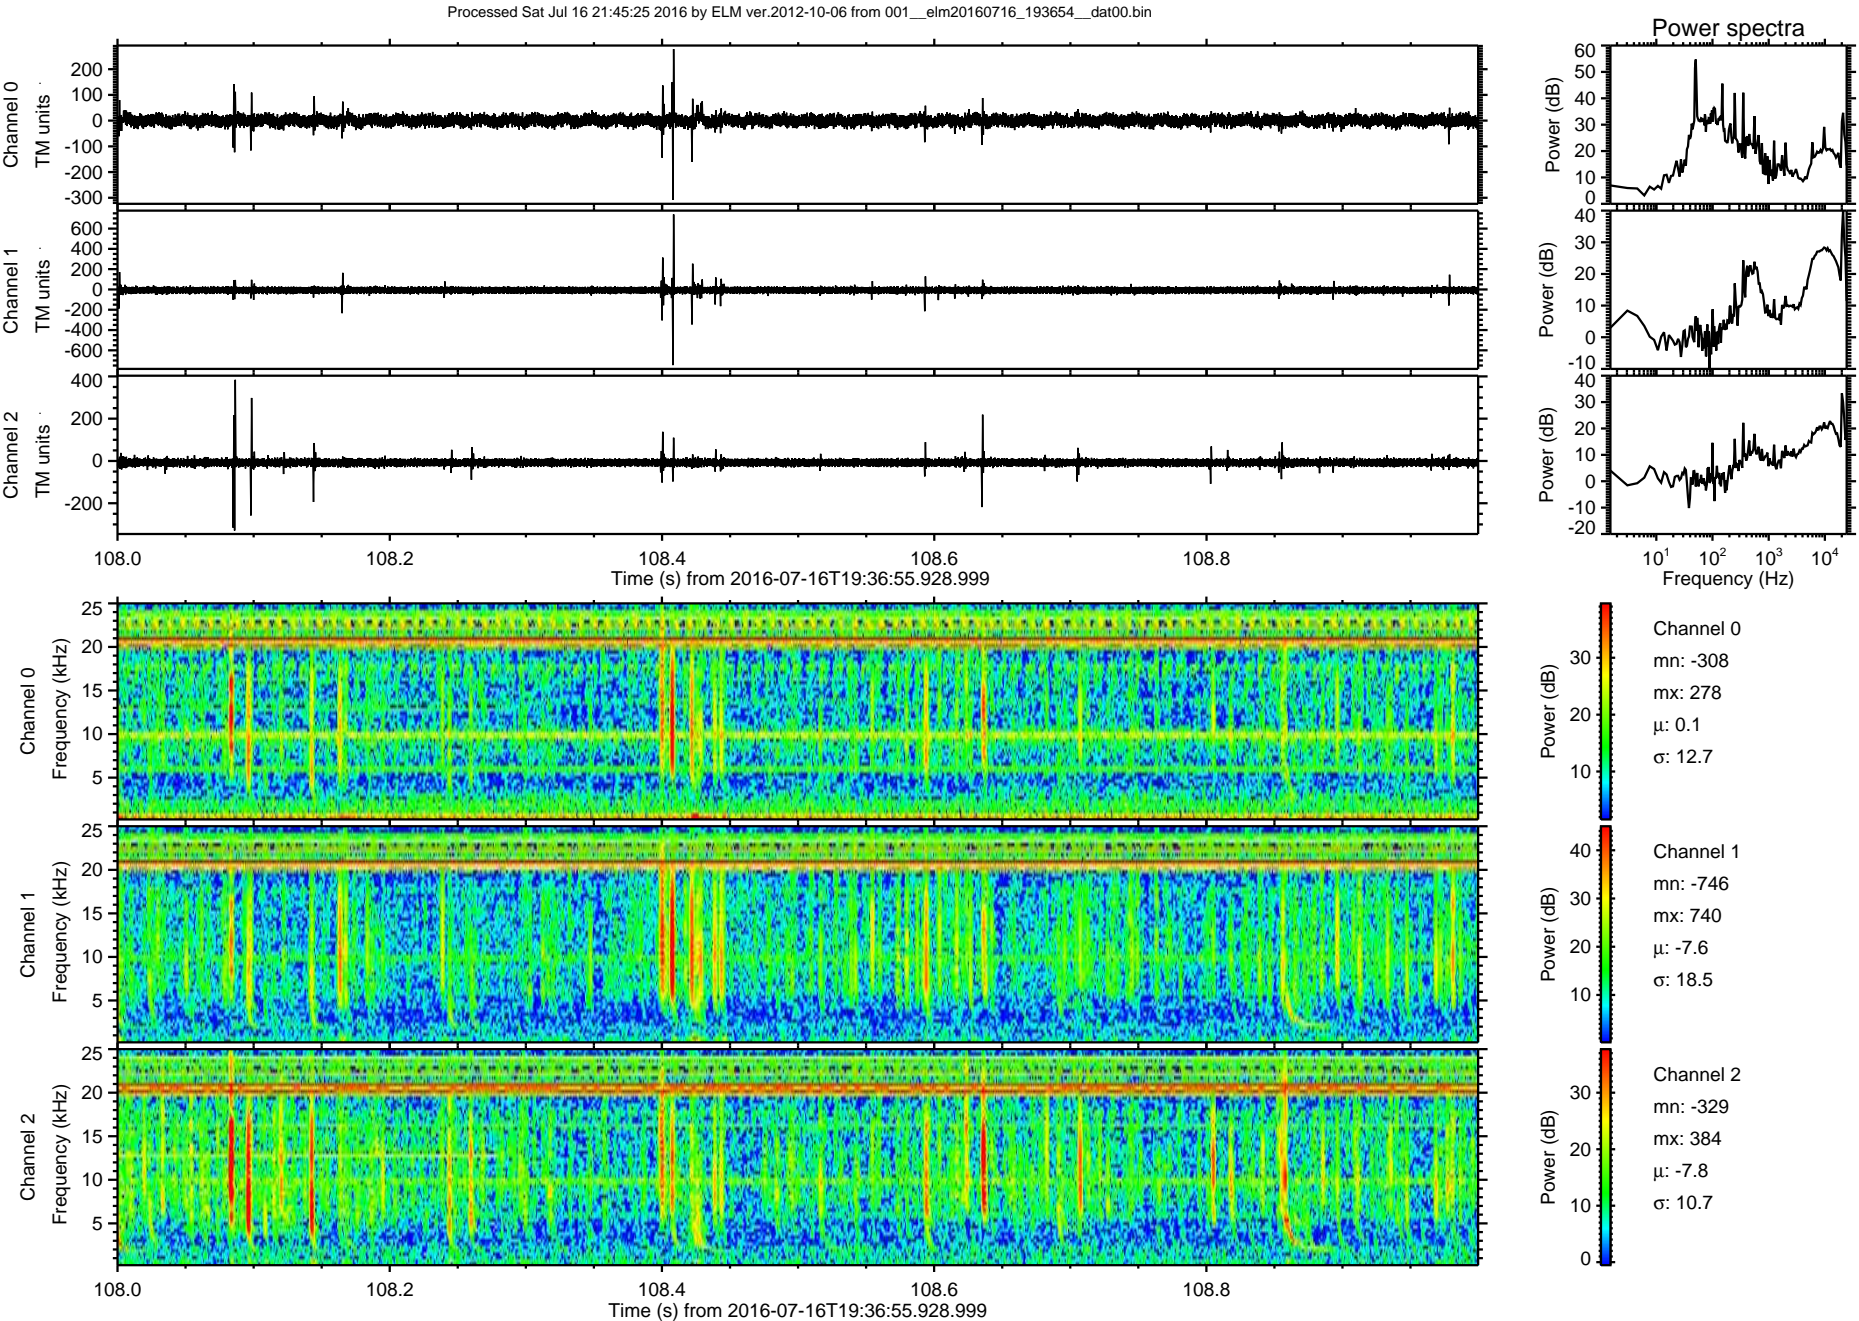 Processed Sat Jul 16 21:45:25 2016 by ELM ver.2012-10-06 from 001__elm20160716_193654__dat00.bin
Power spectra
Channel 0
TM units
200
100
0
-100
-200
-300
Power (dB)
60
50
40
30
20
10
0
Channel 1
TM units
600
400
200
0
-200
-400
-600
Power (dB)
40
30
20
10
0
-10
Channel 2
TM units
400
200
0
-200
Power (dB)
40
30
20
10
0
-10
-20
108.0 108.2 108.4 108.6 108.8
Time (s) from 2016-07-16T19:36:55.928.999
10¹ 10² 10³ 10⁴
Frequency (Hz)
Channel 0
Frequency (kHz)
25
20
15
10
5
Power (dB)
30
20
10
Channel 0
mn: -308
mx: 278
µ: 0.1
σ: 12.7
Channel 1
Frequency (kHz)
25
20
15
10
5
Power (dB)
40
30
20
10
Channel 1
mn: -746
mx: 740
µ: -7.6
σ: 18.5
Channel 2
Frequency (kHz)
25
20
15
10
5
Power (dB)
30
20
10
0
Channel 2
mn: -329
mx: 384
µ: -7.8
σ: 10.7
108.0 108.2 108.4 108.6 108.8
Time (s) from 2016-07-16T19:36:55.928.999